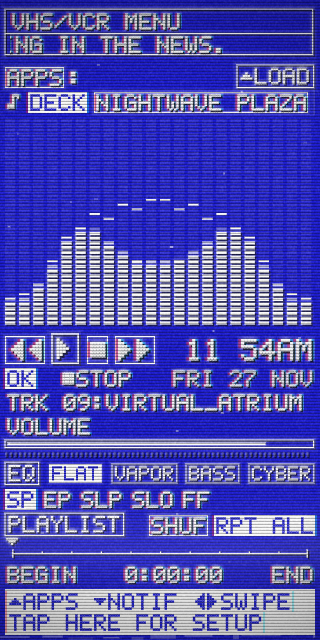 VHS/VCR MENU
NG IN THE NEWS.
APPS: LOAD
DECK NIGHTWAVE PLAZA
11 54AM
OK STOP FRI 27 NOV
TRK 09:VIRTUAL_ATRIUM
VOLUME
EQ FLAT VAPOR BASS CYBER
SP EP SLP SLO FF
PLAYLIST SHUF RPT ALL
BEGIN 0:00:00 END
APPS NOTIF SWIPE
TAP HERE FOR SETUP